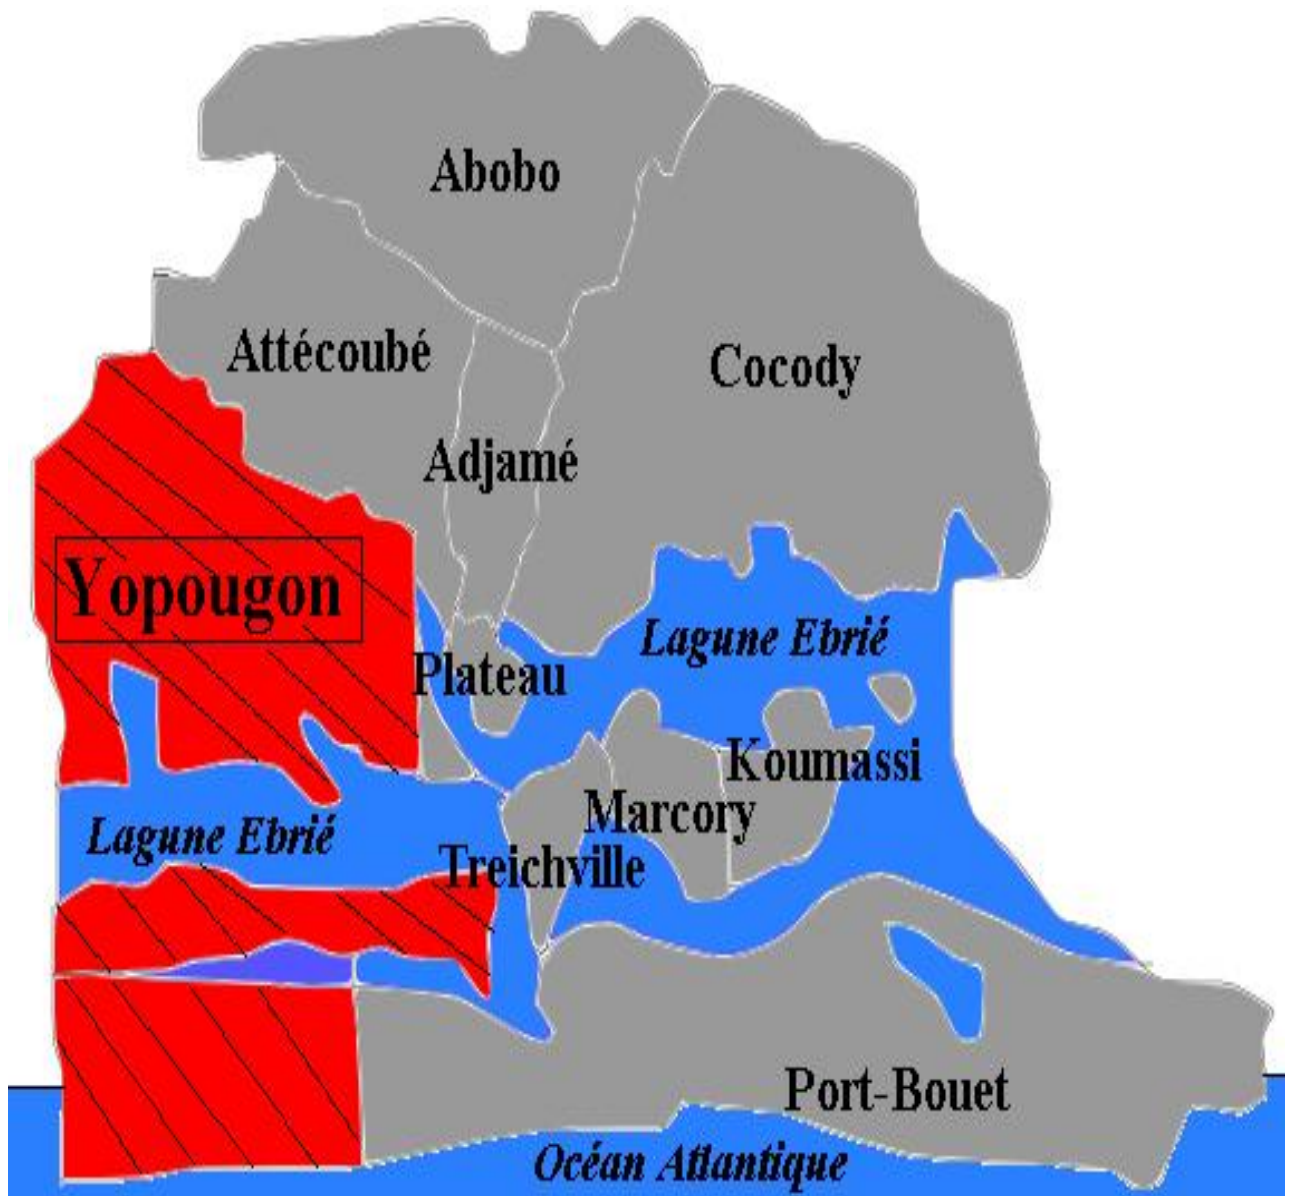 Abobo
Attécoubé
Cocody
Adjamé
Yopougon
Lagune Ebrié
Plateau
Koumassi
Marcory
Lagune Ebrié
Treichville
Port-Bouet
Océan Atlantique